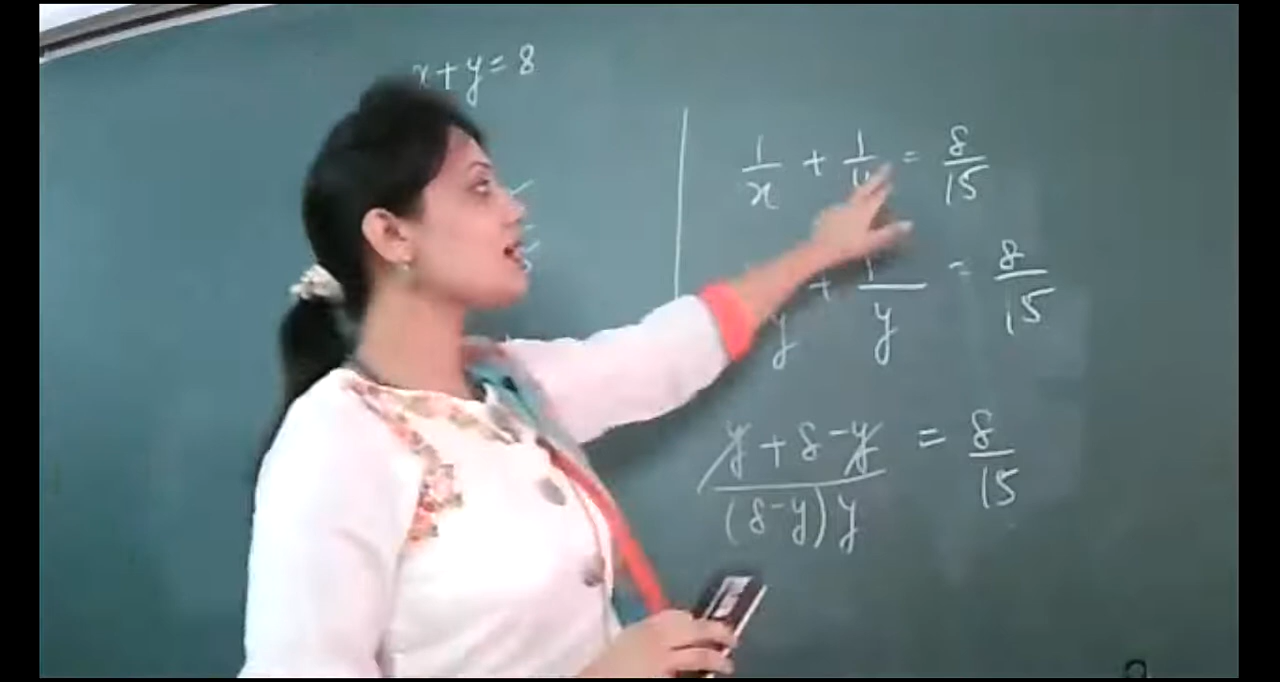 x + y = 8
1/x + 1/y = 8/15
+ 1/y = 8/15
(y + 8 - y)/((8 - y) y) = 8/15